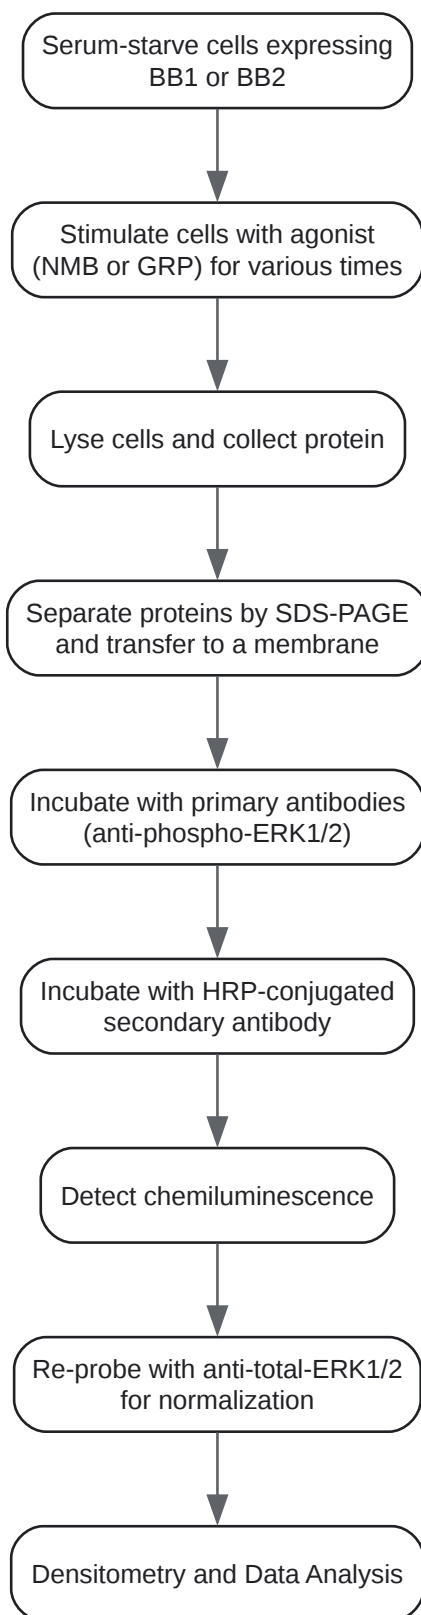 Serum-starve cells expressing
BB1 or BB2
Stimulate cells with agonist
(NMB or GRP) for various times
Lyse cells and collect protein
Separate proteins by SDS-PAGE
and transfer to a membrane
Incubate with primary antibodies
(anti-phospho-ERK1/2)
Incubate with HRP-conjugated
secondary antibody
Detect chemiluminescence
Re-probe with anti-total-ERK1/2
for normalization
Densitometry and Data Analysis